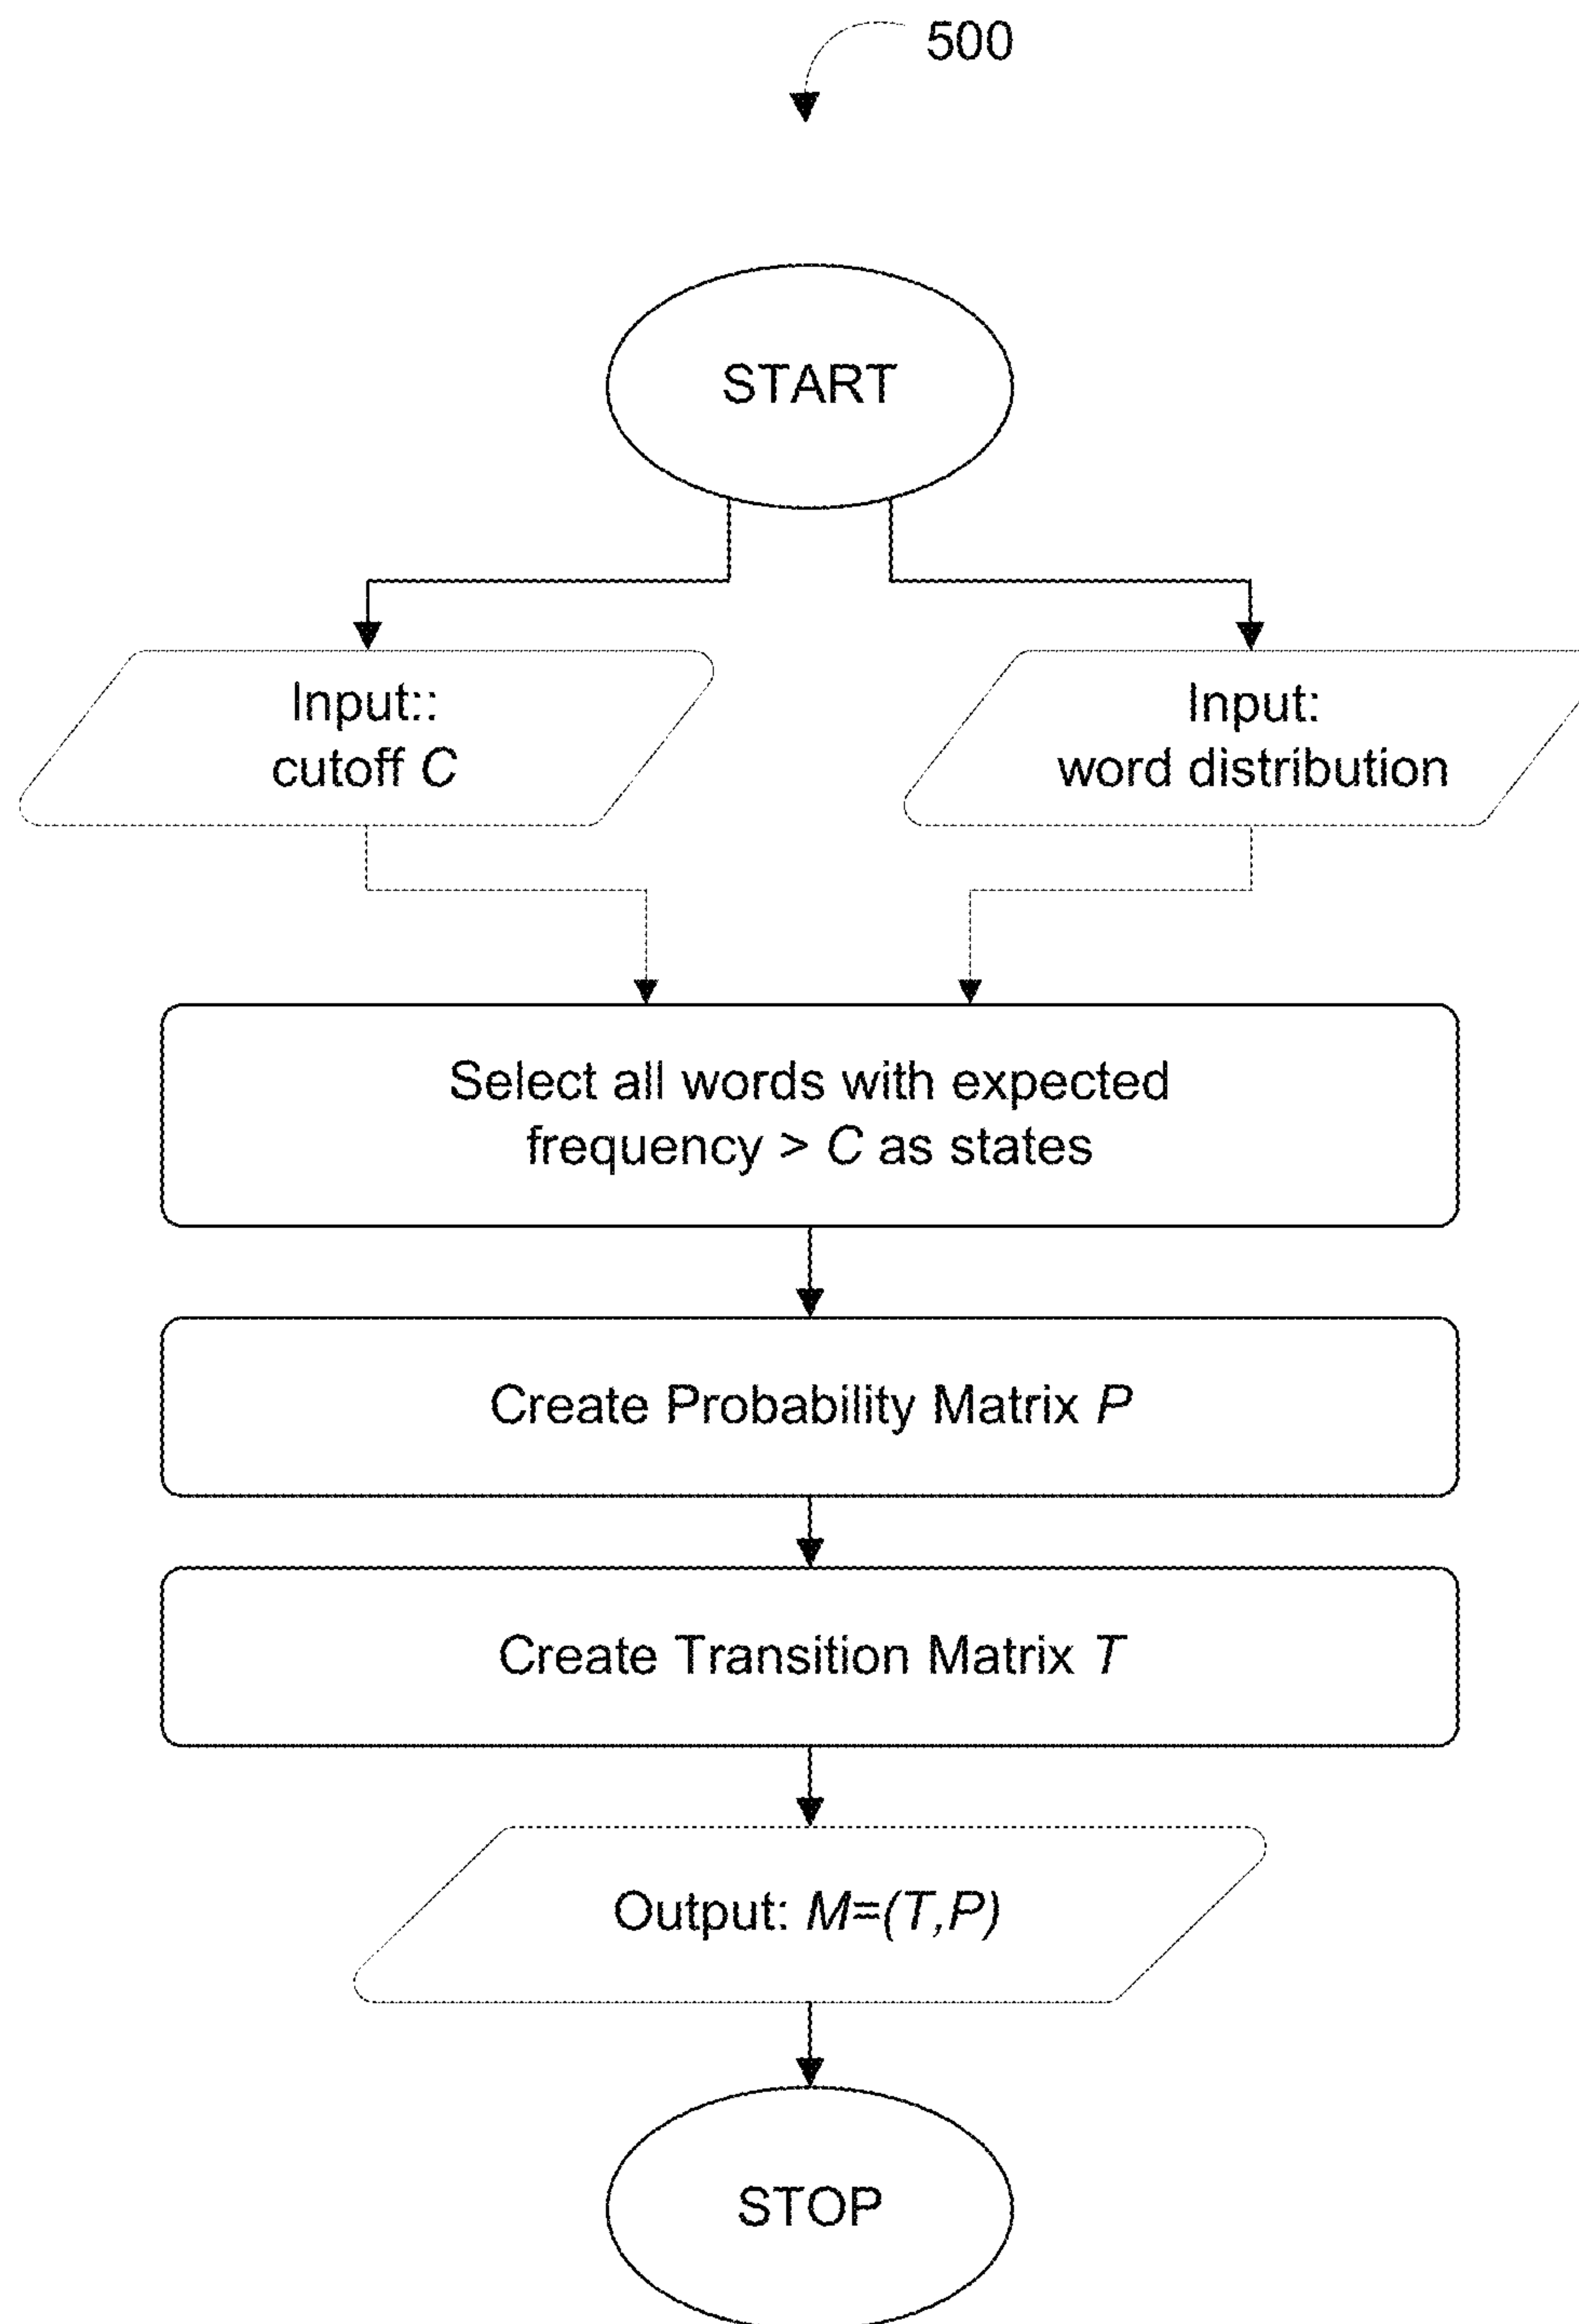 500
START
Input::
cutoff C
Input:
word distribution
Select all words with expected
frequency > C as states
Create Probability Matrix P
Create Transition Matrix T
Output: M=(T,P)
STOP